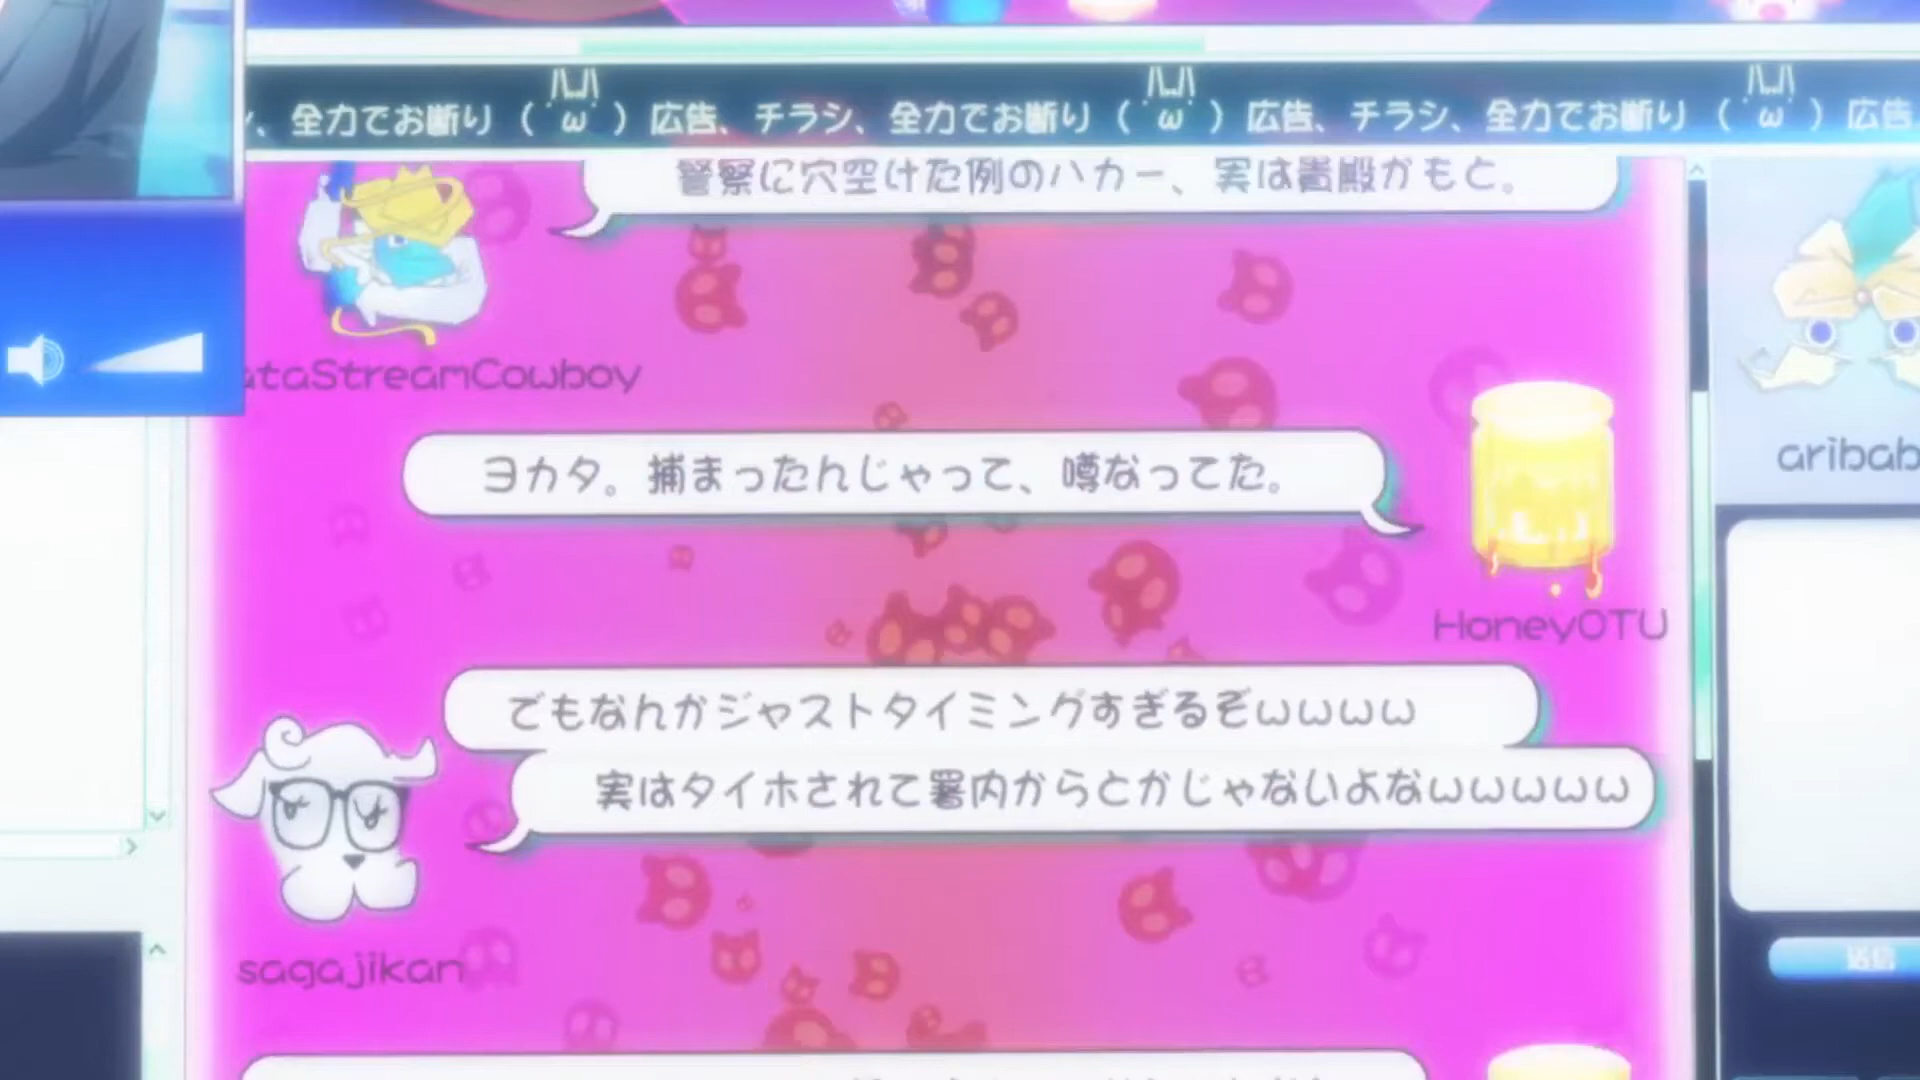 、全力でお断り（ ˙ω˙ ）広告、チラシ、全力でお断り（ ˙ω˙ ）広告、チラシ、全力でお断り（ ˙ω˙ ）広告
警察に穴空けた例のハカー、実は貴殿がもと。
ataStreamCowboy
ヨカタ。捕まったんじゃって、噂なってた。
aribab
HoneyOTU
でもなんかジャストタイミングすぎるぞwwww
実はタイホされて署内からとかじゃないよなwwwww
sagajikan
送信